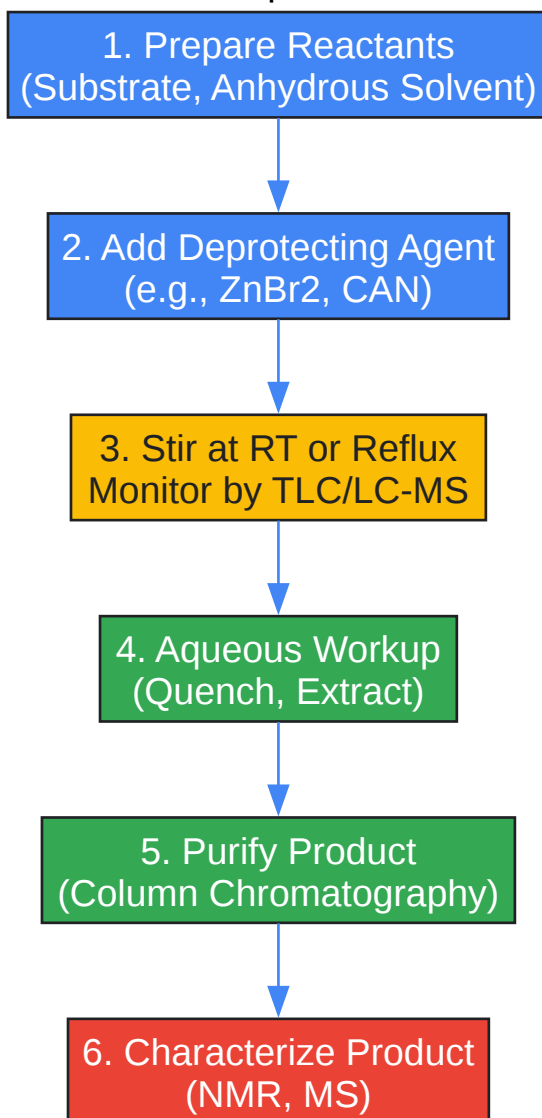 1. Prepare Reactants
(Substrate, Anhydrous Solvent)
2. Add Deprotecting Agent
(e.g., ZnBr2, CAN)
3. Stir at RT or Reflux
Monitor by TLC/LC-MS
4. Aqueous Workup
(Quench, Extract)
5. Purify Product
(Column Chromatography)
6. Characterize Product
(NMR, MS)